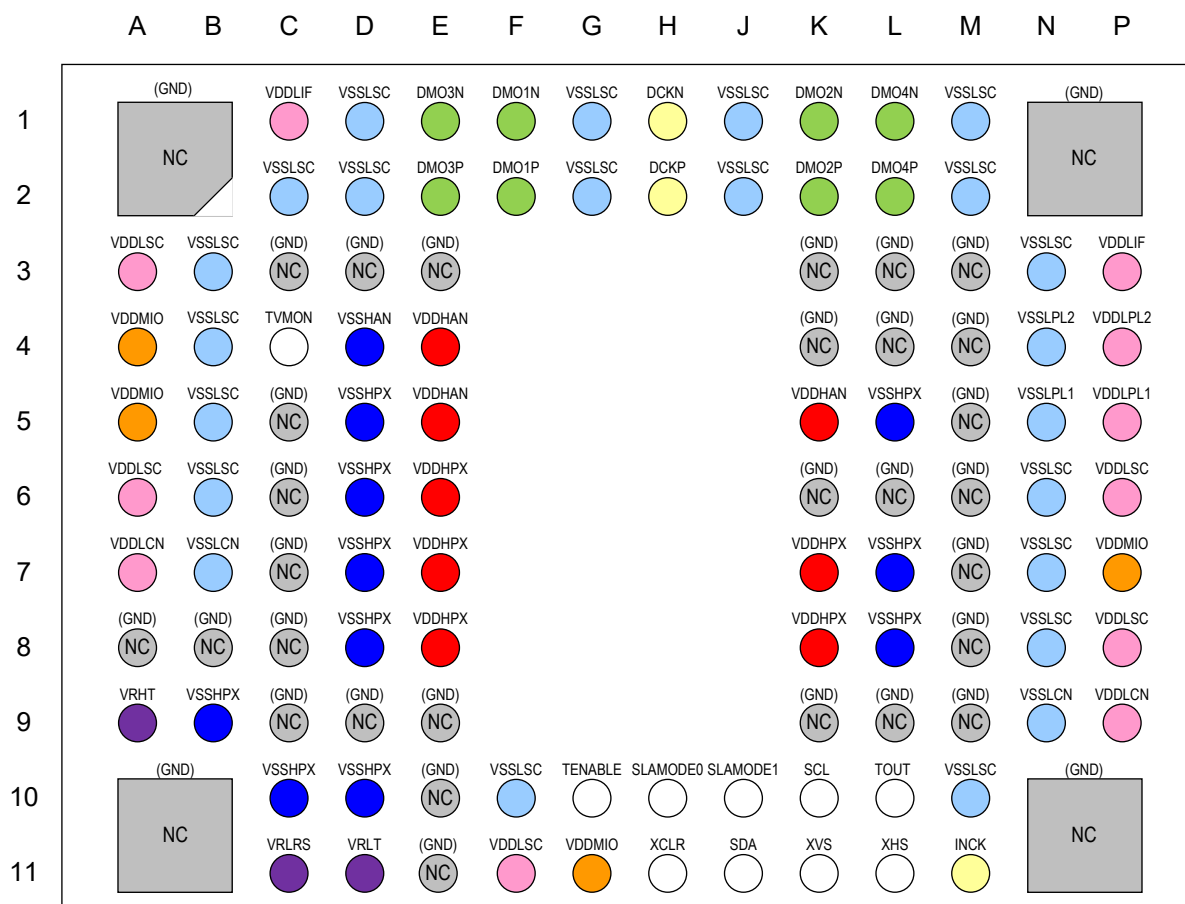 A B C D E F G H J K L M N P
(GND) VDDLIF VSSLSC DMO3N DMO1N VSSLSC DCKN VSSLSC DMO2N DMO4N VSSLSC (GND)
1
NC NC
VSSLSC VSSLSC DMO3P DMO1P VSSLSC DCKP VSSLSC DMO2P DMO4P VSSLSC
2
VDDLSC VSSLSC (GND) (GND) (GND) (GND) (GND) (GND) VSSLSC VDDLIF
3 NC NC NC NC NC NC
VDDMIO VSSLSC TVMON VSSHAN VDDHAN (GND) (GND) (GND) VSSLPL2 VDDLPL2
4 NC NC NC
VDDMIO VSSLSC (GND) VSSHPX VDDHAN VDDHAN VSSHPX (GND) VSSLPL1 VDDLPL1
5 NC NC
VDDLSC VSSLSC (GND) VSSHPX VDDHPX (GND) (GND) (GND) VSSLSC VDDLSC
6 NC NC NC NC
VDDLCN VSSLCN (GND) VSSHPX VDDHPX VDDHPX VSSHPX (GND) VSSLSC VDDMIO
7 NC NC
(GND) (GND) (GND) VSSHPX VDDHPX VDDHPX VSSHPX (GND) VSSLSC VDDLSC
8 NC NC NC NC
VRHT VSSHPX (GND) (GND) (GND) (GND) (GND) (GND) VSSLCN VDDLCN
9 NC NC NC NC NC NC
(GND) VSSHPX VSSHPX (GND) VSSLSC TENABLE SLAMODE0 SLAMODE1 SCL TOUT VSSLSC (GND)
10 NC
NC NC
VRLRS VRLT (GND) VDDLSC VDDMIO XCLR SDA XVS XHS INCK
11 NC